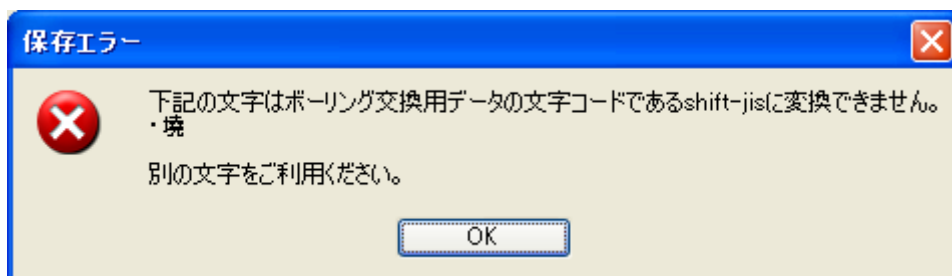 保存エラー
下記の文字はボーリング交換用データの文字コードであるshift-jisに変換できません。
・墝
別の文字をご利用ください。
OK